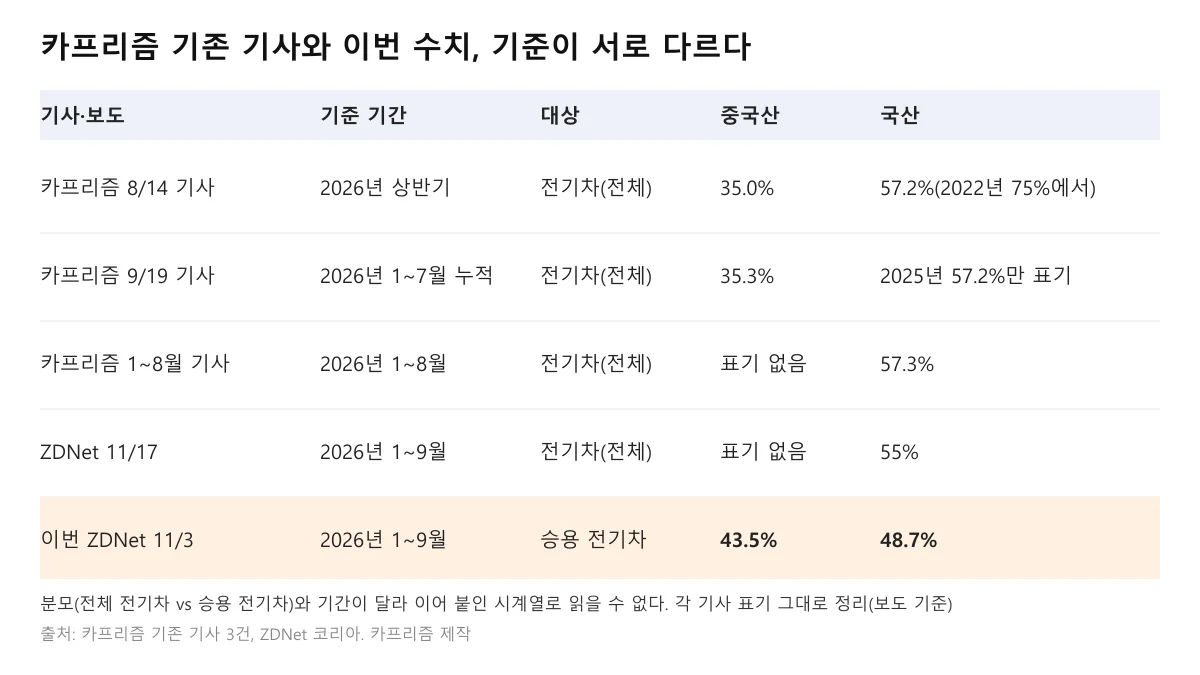 카프리즘 기존 기사와 이번 수치, 기준이 서로 다르다
기사·보도 기준 기간 대상 중국산 국산
카프리즘 8/14 기사 2026년 상반기 전기차(전체) 35.0% 57.2%(2022년 75%에서)
카프리즘 9/19 기사 2026년 1~7월 누적 전기차(전체) 35.3% 2025년 57.2%만 표기
카프리즘 1~8월 기사 2026년 1~8월 전기차(전체) 표기 없음 57.3%
ZDNet 11/17 2026년 1~9월 전기차(전체) 표기 없음 55%
이번 ZDNet 11/3 2026년 1~9월 승용 전기차 43.5% 48.7%
분모(전체 전기차 vs 승용 전기차)와 기간이 달라 이어 붙인 시계열로 읽을 수 없다. 각 기사 표기 그대로 정리(보도 기준)
출처: 카프리즘 기존 기사 3건, ZDNet 코리아. 카프리즘 제작